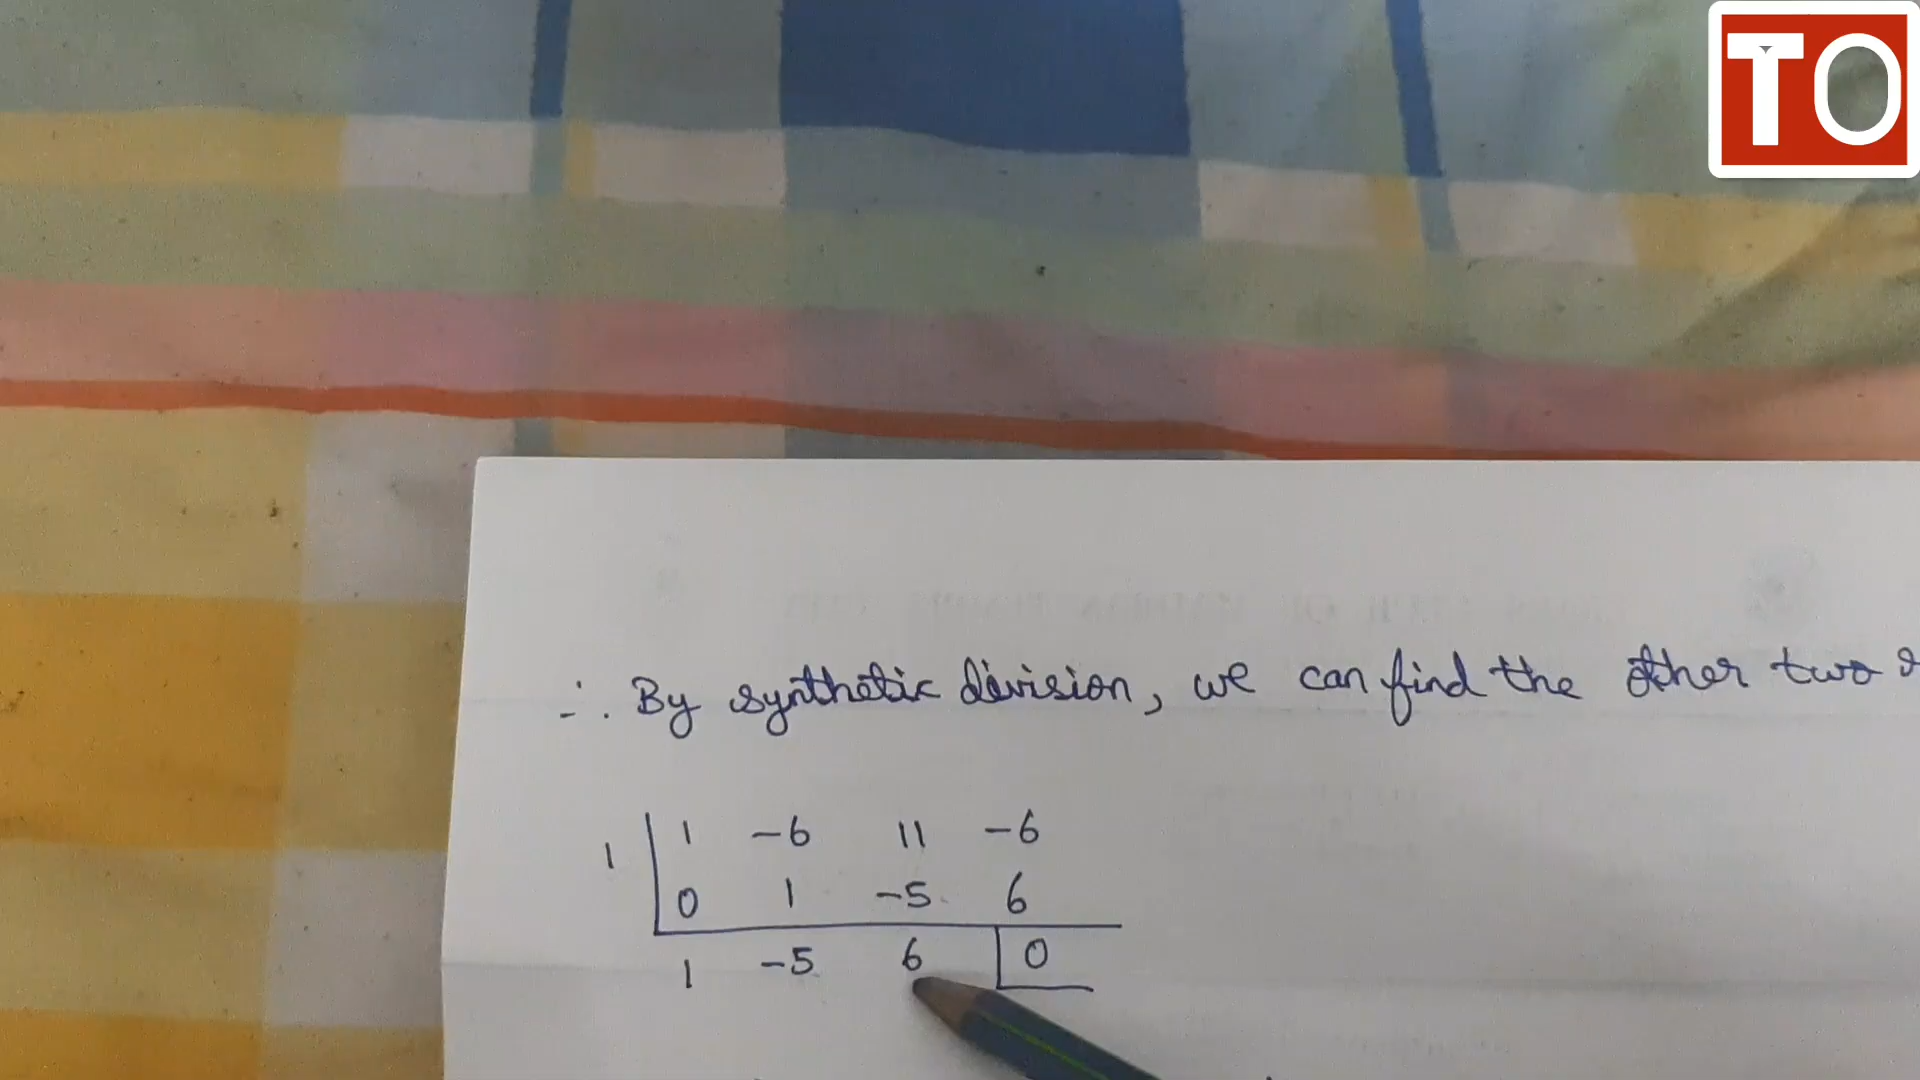 TO
∴ By synthetic division, we can find the other two
1 | 1 -6 11 -6
0 1 -5 6
1 -5 6 | 0